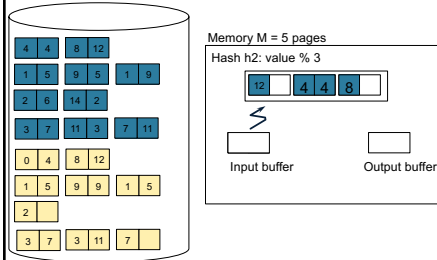 Memory M = 5 pages
Hash h2: value % 3
4 4 8 12
12 4 4 8
1 5 9 5 1 9
2 6 14 2
3 7 11 3 7 11
0 4 8 12
Input buffer Output buffer
1 5 9 9 1 5
2
3 7 3 11 7